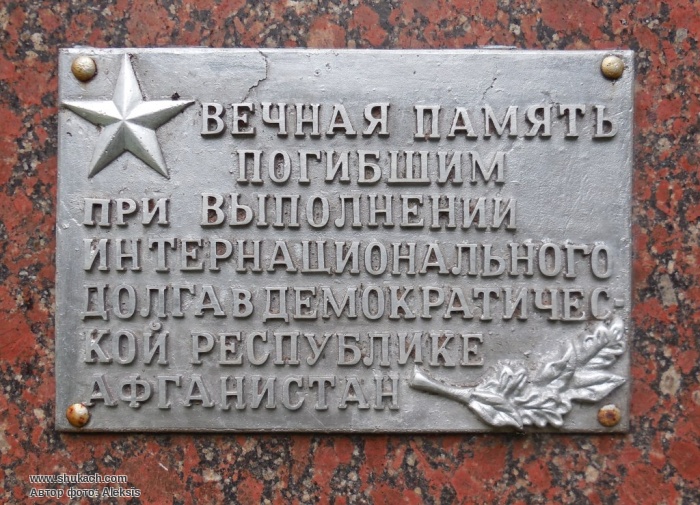 ВЕЧНАЯ ПАМЯТЬ
ПОГИБШИМ
ПРИ ВЫПОЛНЕНИИ
ИНТЕРНАЦИОНАЛЬНОГО
ДОЛГА В ДЕМОКРАТИЧЕС-
КОЙ РЕСПУБЛИКЕ
АФГАНИСТАН
www.shukach.com
Автор фото: Aleksis